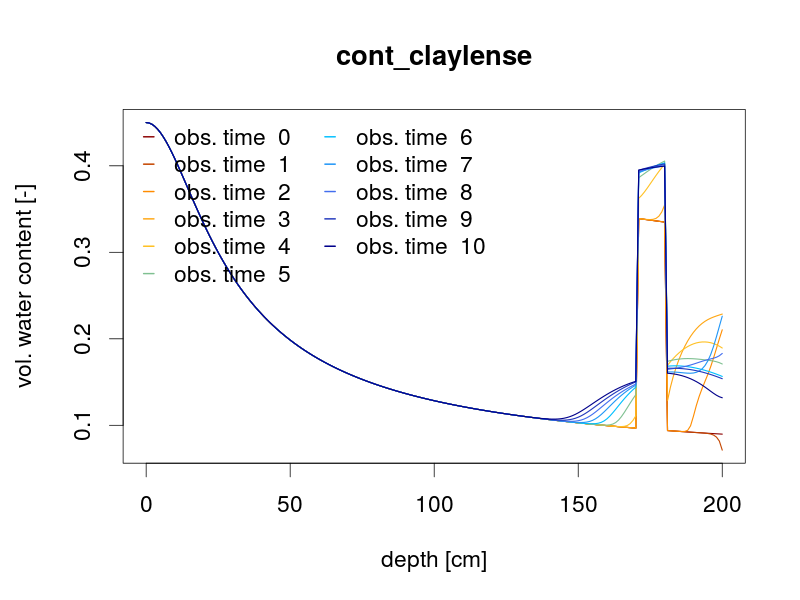 cont_claylense
obs. time 0
obs. time 1
obs. time 2
obs. time 3
obs. time 4
obs. time 5
obs. time 6
obs. time 7
obs. time 8
obs. time 9
obs. time 10
vol. water content [-]
0.4
0.3
0.2
0.1
0 50 100 150 200
depth [cm]